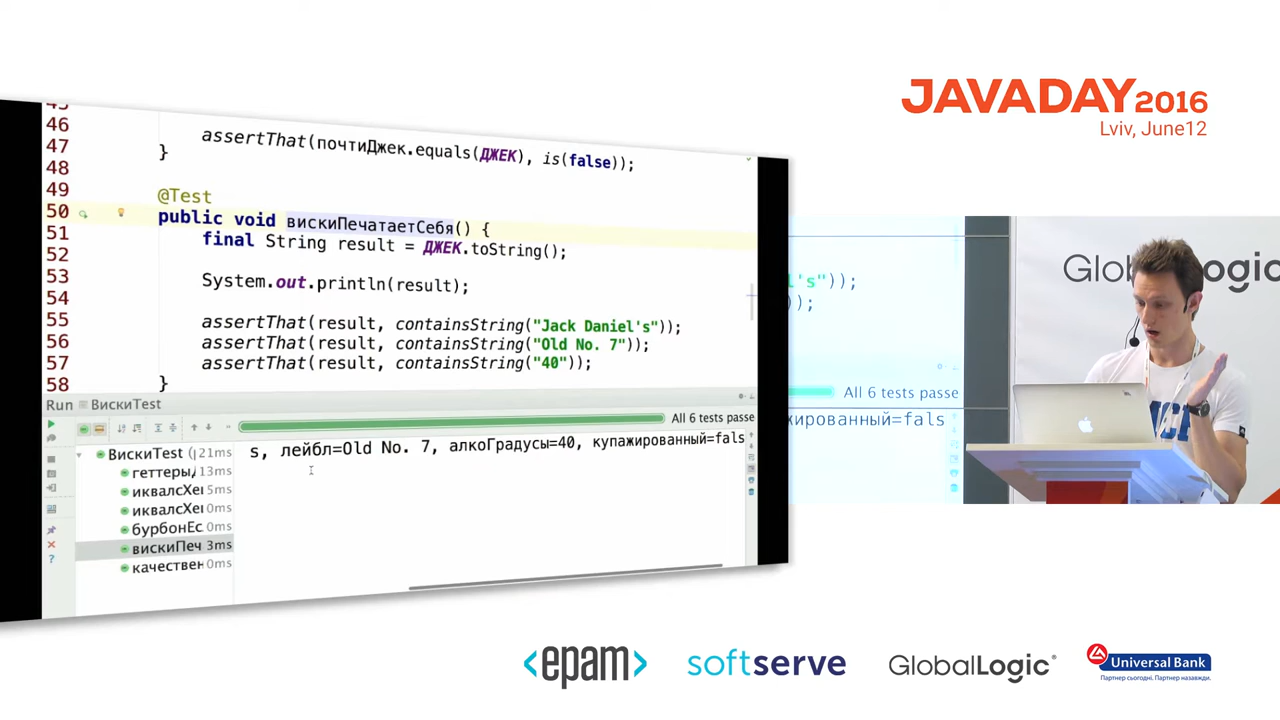 JAVADAY2016
Lviv, June12
46
47
48
49
50
51
52
53
54
55
56
57
58
assertThat(почтиДжек.equals(ДЖЕК), is(false));
}
@Test
public void вискиПечатаетСебя() {
final String result = ДЖЕК.toString();
System.out.println(result);
assertThat(result, containsString("Jack Daniel's"));
assertThat(result, containsString("Old No. 7"));
assertThat(result, containsString("40"));
}
Run ВискиTest
All 6 tests passe
s, лейбл=Old No. 7, алкоГрадусы=40, купажированный=fals
ВискиTest 21ms
геттеры 13ms
иквалсХеш 5ms
иквалсХеш 0ms
бурбонЕс 0ms
вискиПеч 3ms
качествен 0ms
l's"));
));
All 6 tests passe
жированный=fals
GlobalLogic
<epam>
softserve
GlobalLogic®
Universal Bank
Партнер сьогодні. Партнер назавжди.